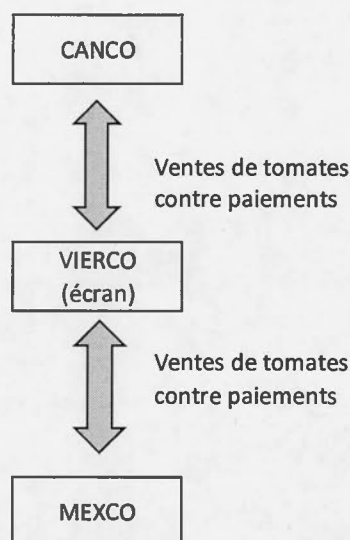 CANCO
Ventes de tomates
contre paiements
VIERCO
(écran)
Ventes de tomates
contre paiements
MEXCO